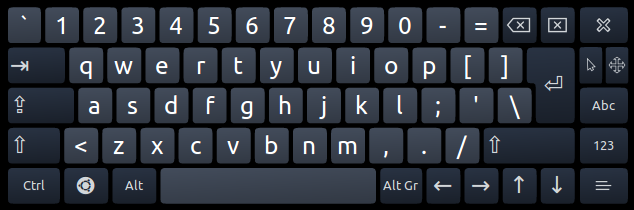 ` 1 2 3 4 5 6 7 8 9 0 - =
q w e r t y u i o p [ ]
a s d f g h j k l ; ' \ Abc
< z x c v b n m , . / 123
Ctrl Alt Alt Gr